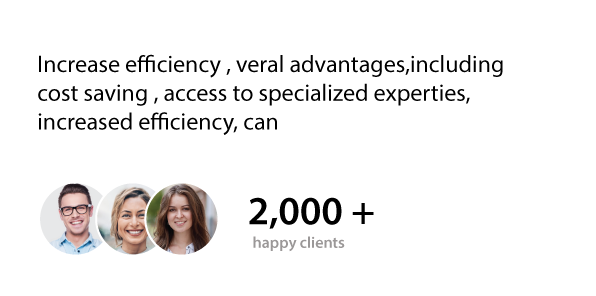 Increase efficiency , veral advantages,including
cost saving , access to specialized experties,
increased efficiency, can
2,000 +
happy clients